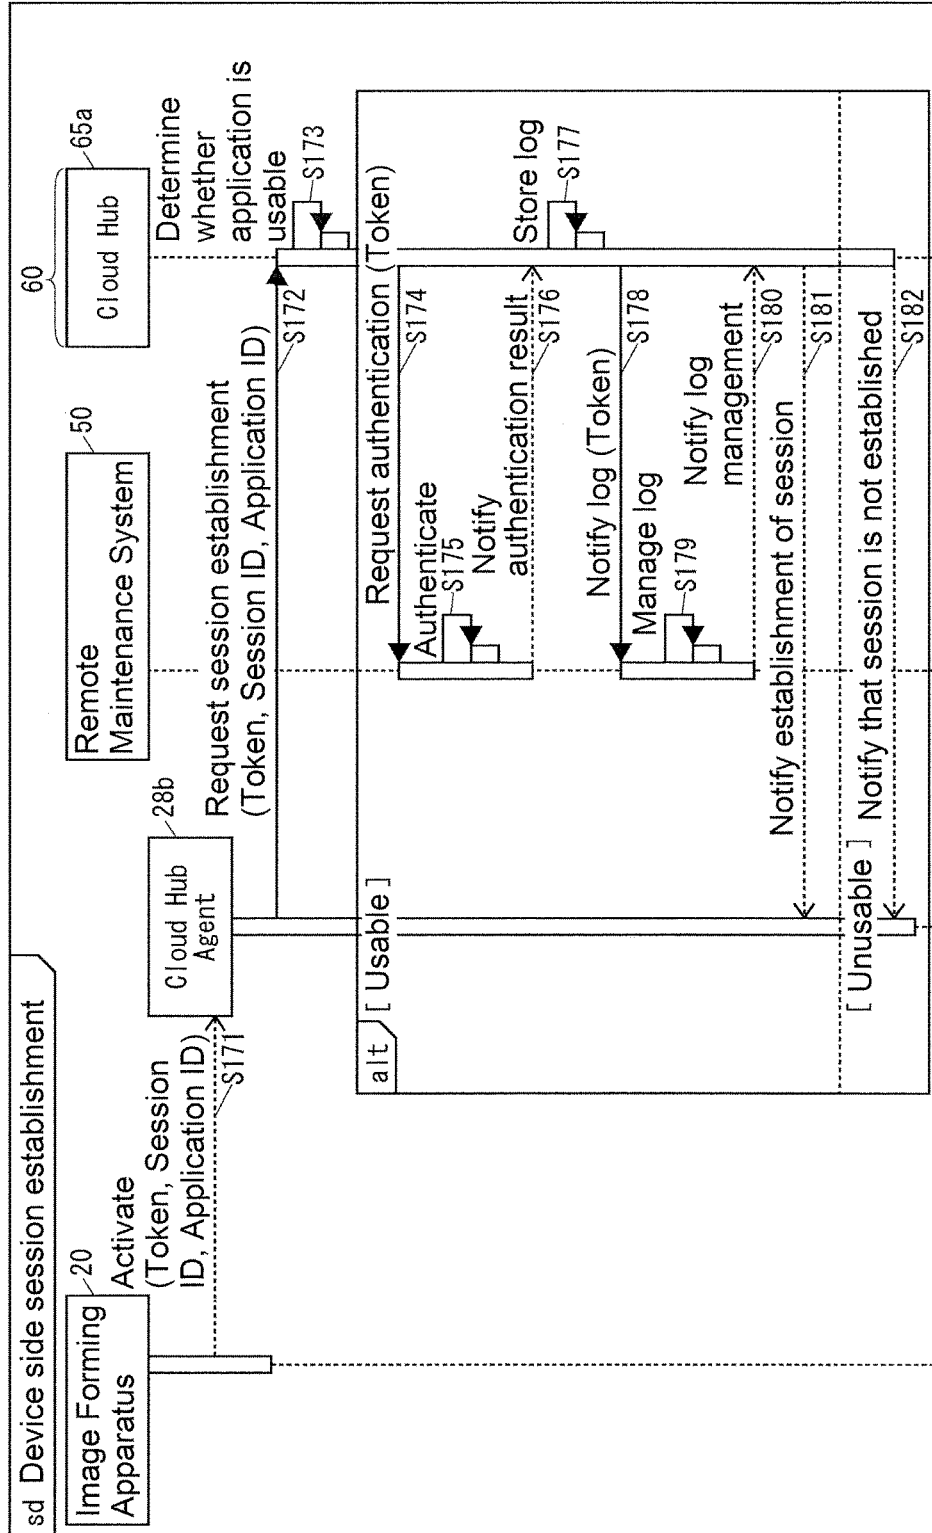 sd Device side session establishment
Image Forming
Apparatus
20
Cloud Hub
Agent
28b
Remote
Maintenance System
50
60
Cloud Hub
65a
Activate
(Token, Session
ID, Application ID)
S171
Request session establishment
(Token, Session ID, Application ID)
S172
Determine
whether
application is
usable
S173
alt
[ Usable ]
Request authentication (Token)
S174
Authenticate
S175
Notify
authentication result
S176
Store log
S177
Notify log (Token)
S178
Manage log
S179
Notify log
management
S180
Notify establishment of session
S181
[ Unusable ]
Notify that session is not established
S182